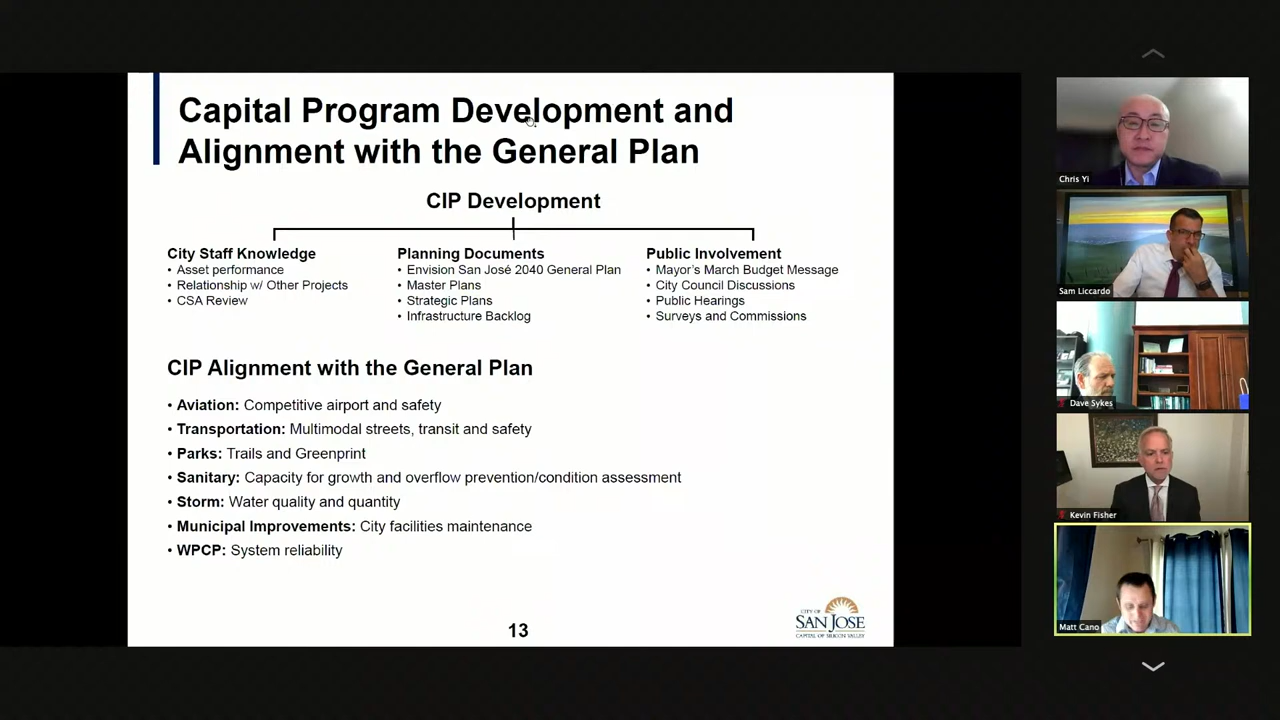 Capital Program Development and
Alignment with the General Plan
CIP Development
City Staff Knowledge
• Asset performance
• Relationship w/ Other Projects
• CSA Review
Planning Documents
• Envision San José 2040 General Plan
• Master Plans
• Strategic Plans
• Infrastructure Backlog
Public Involvement
• Mayor's March Budget Message
• City Council Discussions
• Public Hearings
• Surveys and Commissions
CIP Alignment with the General Plan
• Aviation: Competitive airport and safety
• Transportation: Multimodal streets, transit and safety
• Parks: Trails and Greenprint
• Sanitary: Capacity for growth and overflow prevention/condition assessment
• Storm: Water quality and quantity
• Municipal Improvements: City facilities maintenance
• WPCP: System reliability
13
CITY OF
SAN JOSE
CAPITAL OF SILICON VALLEY
Chris Yi
Sam Liccardo
Dave Sykes
Kevin Fisher
Matt Cano